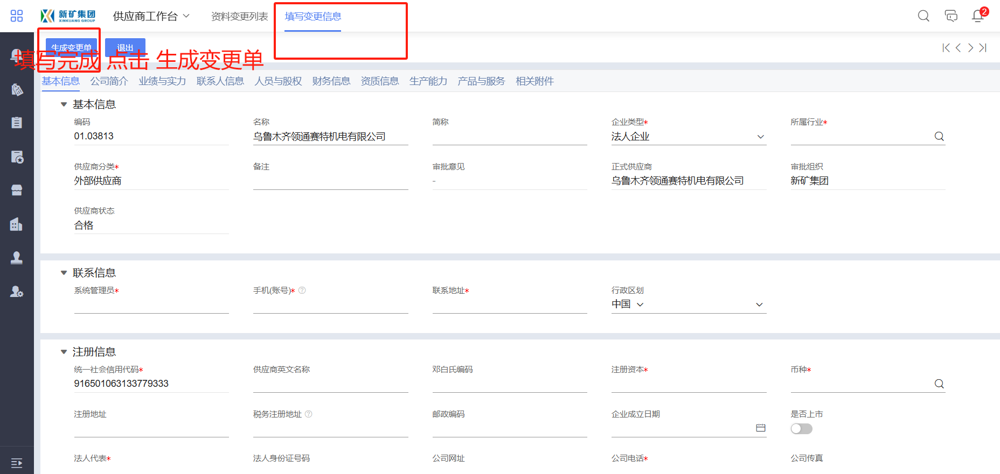 新矿集团
XINKUANG GROUP
供应商工作台 资料变更列表 填写变更信息
2
生成变更单 退出
填写完成 点击 生成变更单
基本信息 公司简介 业绩与实力 联系人信息 人员与股权 财务信息 资质信息 生产能力 产品与服务 相关附件
基本信息
编码 名称 简称 企业类型* 所属行业*
01.03813 乌鲁木齐领通赛特机电有限公司 法人企业
供应商分类* 备注 审批意见 正式供应商 审批组织
外部供应商 - 乌鲁木齐领通赛特机电有限公司 新矿集团
供应商状态
合格
联系信息
系统管理员* 手机(账号)* 联系地址* 行政区划
中国
注册信息
统一社会信用代码* 供应商英文名称 邓白氏编码 注册资本* 币种*
916501063133779333
注册地址 税务注册地址 邮政编码 企业成立日期 是否上市
法人代表* 法人身份证号码 公司网址 公司电话* 公司传真